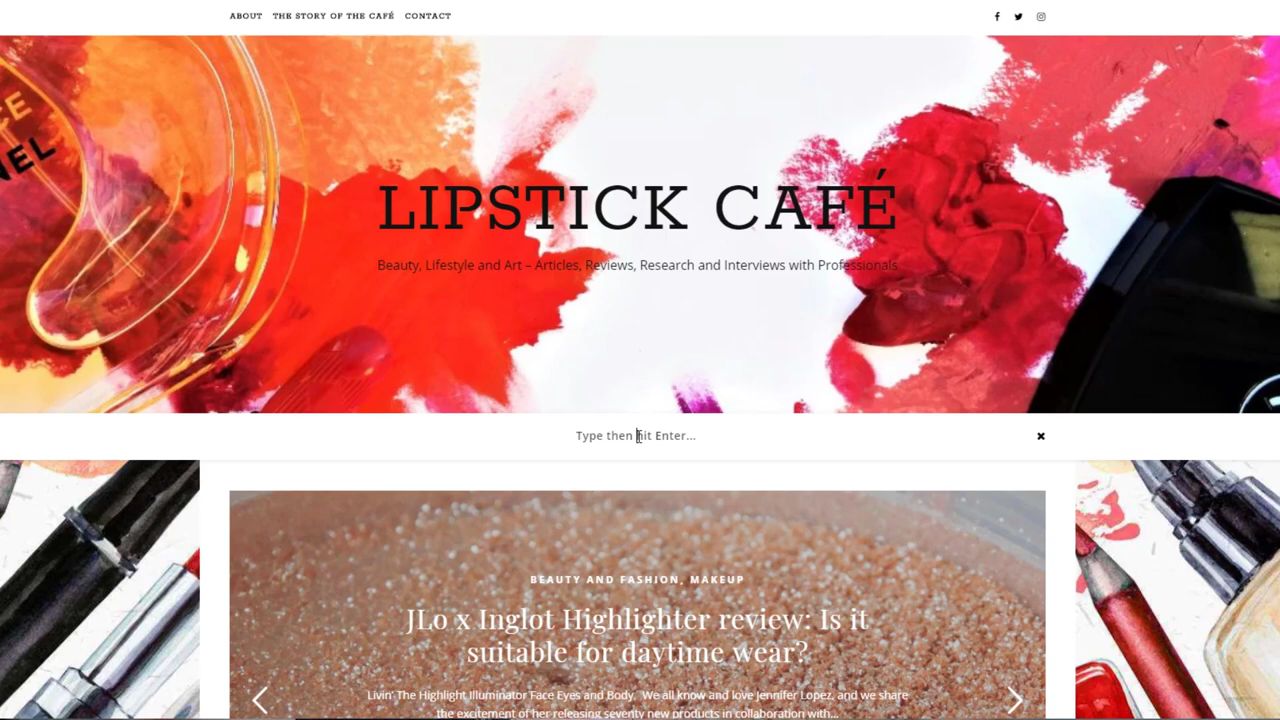 ABOUT THE STORY OF THE CAFÉ CONTACT
LIPSTICK CAFÉ
Beauty, Lifestyle and Art – Articles, Reviews, Research and Interviews with Professionals
Type then hit Enter...
BEAUTY AND FASHION, MAKEUP
JLo x Inglot Highlighter review: Is it
suitable for daytime wear?
Livin' The Highlight Illuminator Face Eyes and Body, We all know and love Jennifer Lopez, and we share
the excitement of her releasing seventy new products in collaboration with...